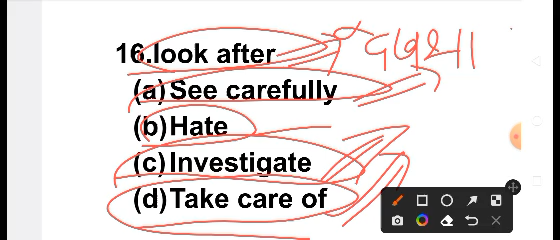 16.look after
(a) See carefully
(b) Hate
(c) Investigate
(d) Take care of